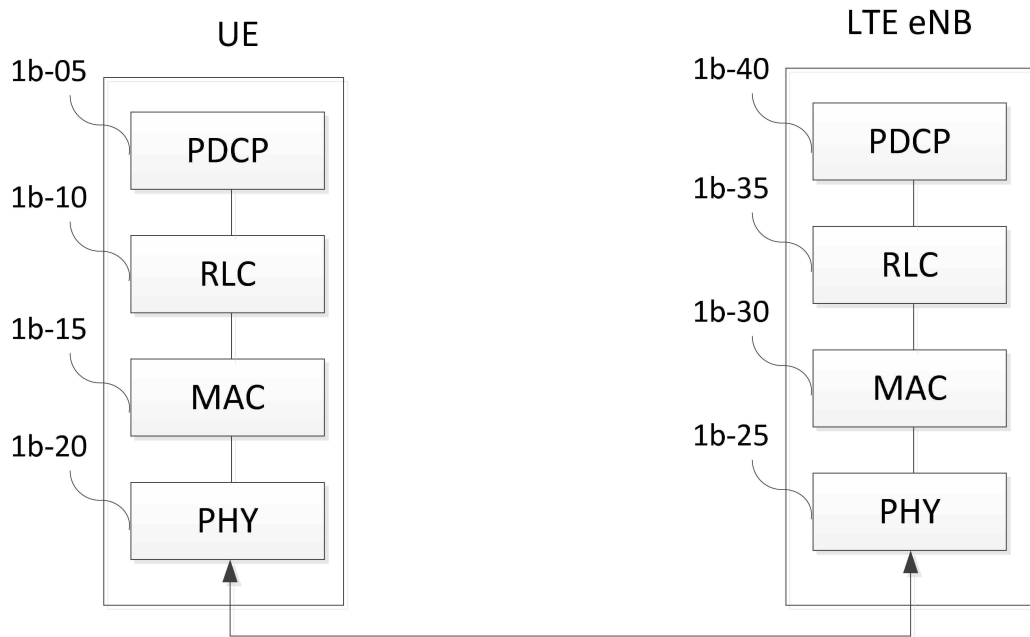 UE
1b-05
PDCP
1b-10
RLC
1b-15
MAC
1b-20
PHY
LTE eNB
1b-40
PDCP
1b-35
RLC
1b-30
MAC
1b-25
PHY